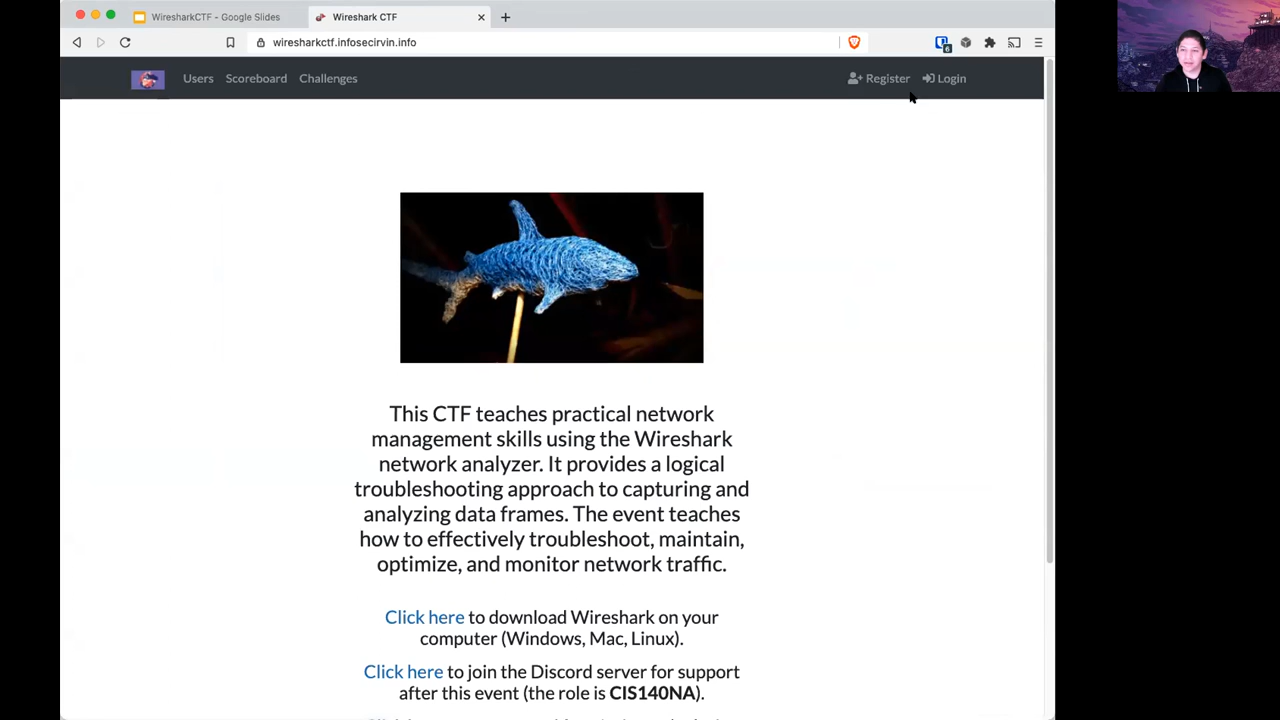 WiresharkCTF - Google Slides
Wireshark CTF
wiresharkctf.infosecirvin.info
6
Users
Scoreboard
Challenges
Register
Login
This CTF teaches practical network
management skills using the Wireshark
network analyzer. It provides a logical
troubleshooting approach to capturing and
analyzing data frames. The event teaches
how to effectively troubleshoot, maintain,
optimize, and monitor network traffic.
Click here to download Wireshark on your
computer (Windows, Mac, Linux).
Click here to join the Discord server for support
after this event (the role is CIS140NA).